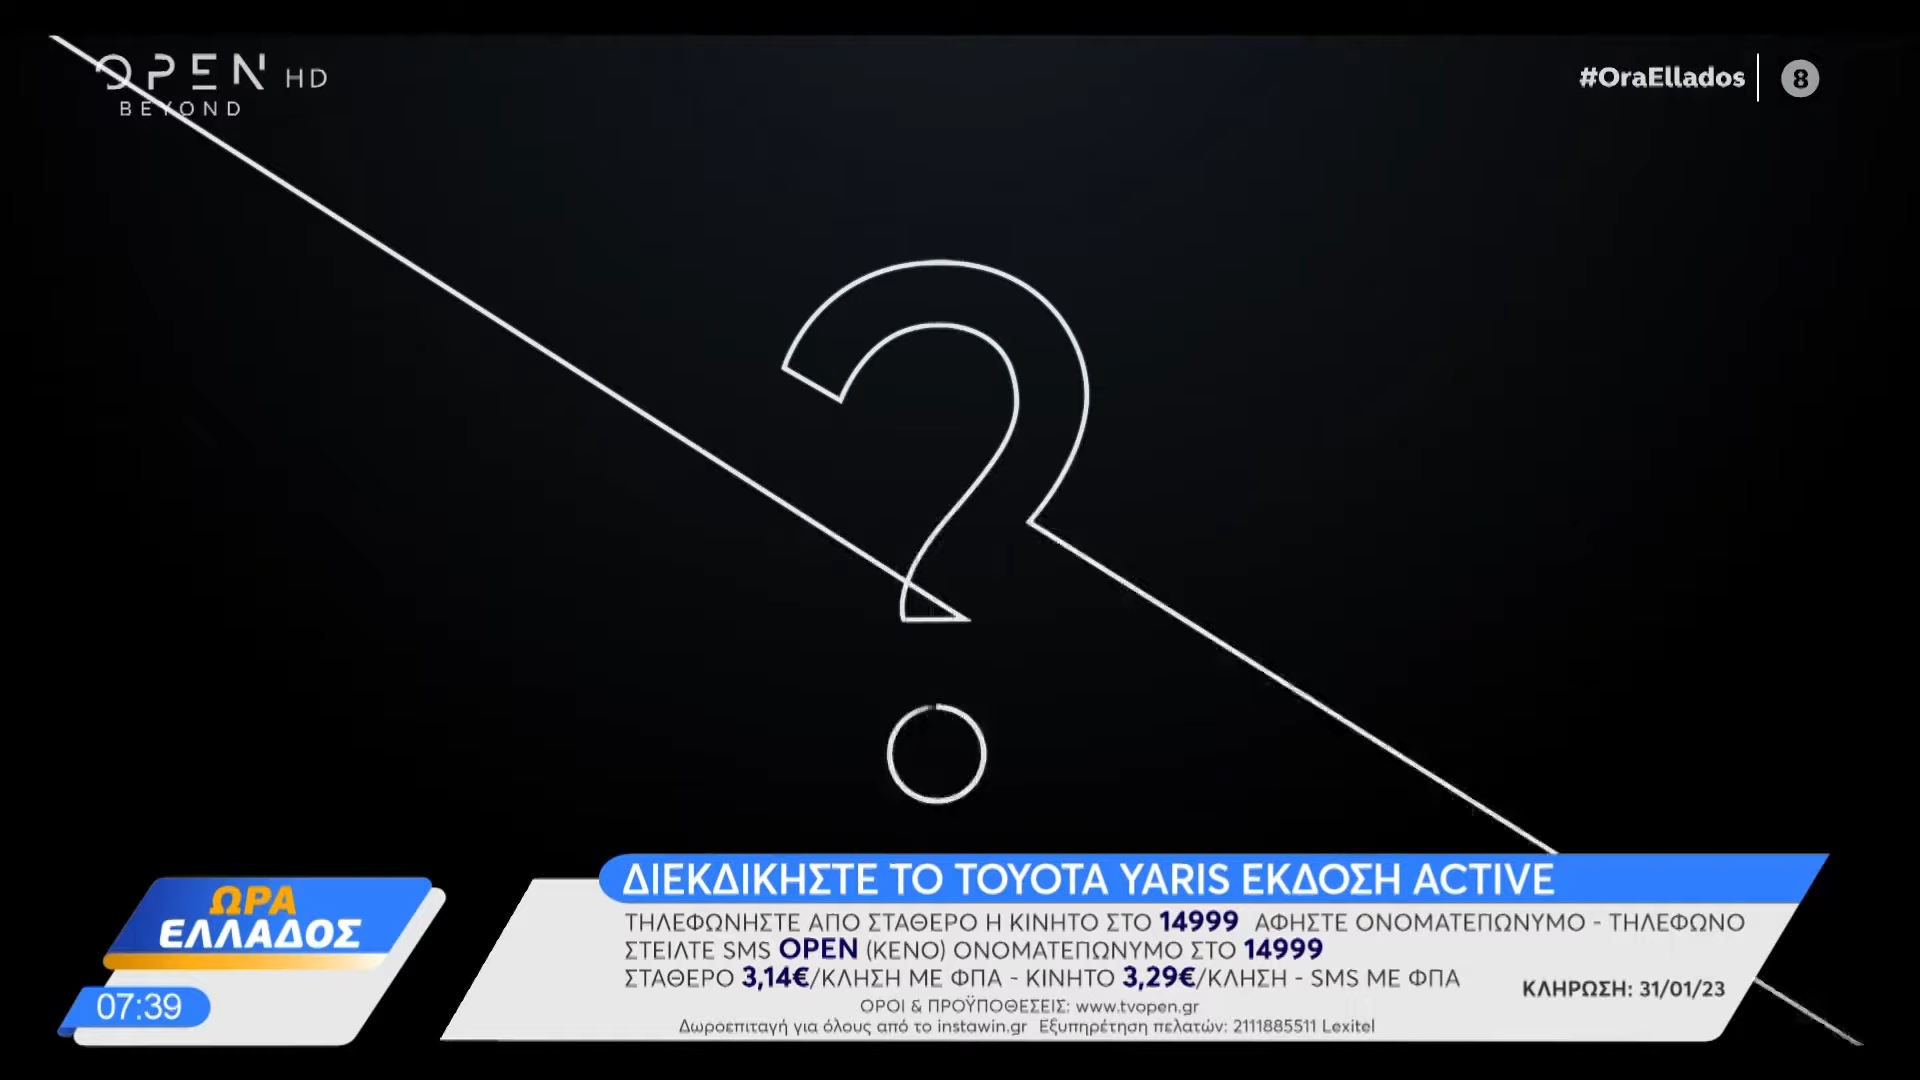 OPEN HD
BEYOND
#OraEllados
8
ΔΙΕΚΔΙΚΗΣΤΕ ΤΟ TOYOTA YARIS ΕΚΔΟΣΗ ACTIVE
ΤΗΛΕΦΩΝΗΣΤΕ ΑΠΟ ΣΤΑΘΕΡΟ Η ΚΙΝΗΤΟ ΣΤΟ 14999 ΑΦΗΣΤΕ ΟΝΟΜΑΤΕΠΩΝΥΜΟ - ΤΗΛΕΦΩΝΟ
ΣΤΕΙΛΤΕ SMS OPEN (ΚΕΝΟ) ΟΝΟΜΑΤΕΠΩΝΥΜΟ ΣΤΟ 14999
ΣΤΑΘΕΡΟ 3,14€/ΚΛΗΣΗ ΜΕ ΦΠΑ - ΚΙΝΗΤΟ 3,29€/ΚΛΗΣΗ - SMS ΜΕ ΦΠΑ
ΚΛΗΡΩΣΗ: 31/01/23
ΟΡΟΙ & ΠΡΟΫΠΟΘΕΣΕΙΣ: www.tvopen.gr
Δωροεπιταγή για όλους από το instawin.gr Εξυπηρέτηση πελατών: 2111885511 Lexitel
ΩΡΑ
ΕΛΛΑΔΟΣ
07:39